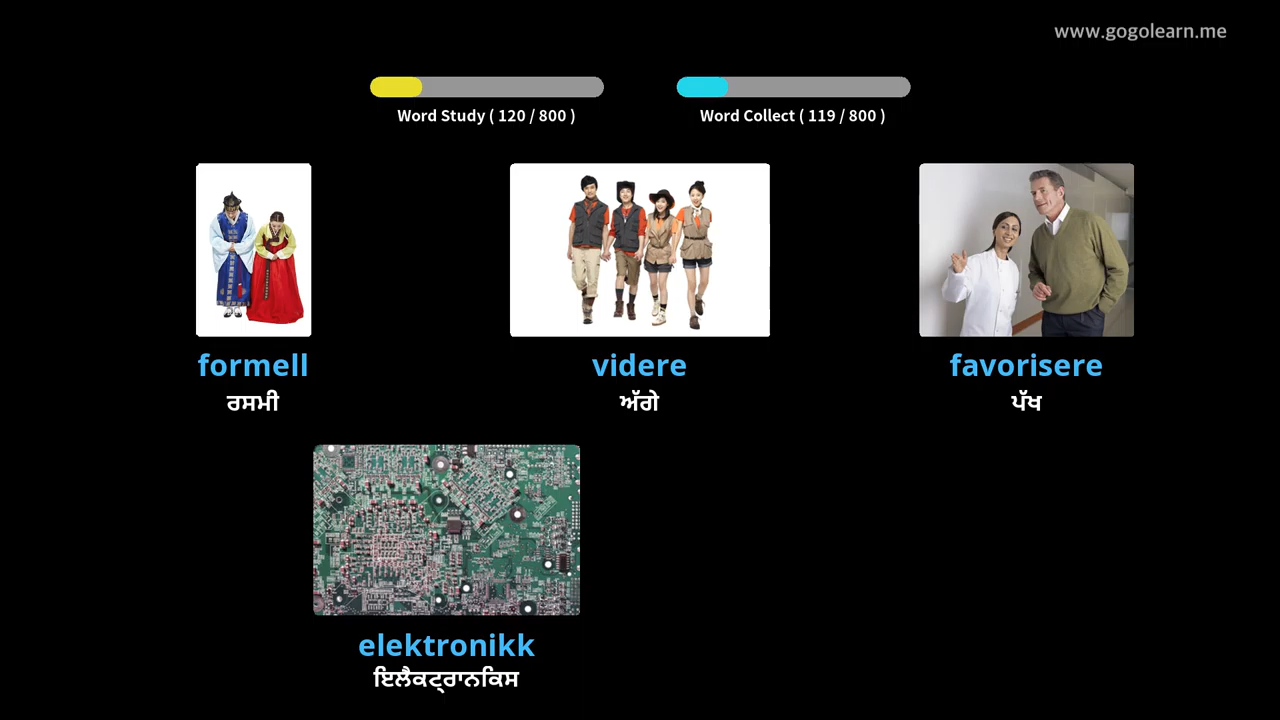 www.gogolearn.me
Word Study ( 120 / 800 )
Word Collect ( 119 / 800 )
formell
ਰਸਮੀ
videre
ਅੱਗੇ
favorisere
ਪੱਖ
elektronikk
ਇਲੈਕਟ੍ਰਾਨਕਿਸ